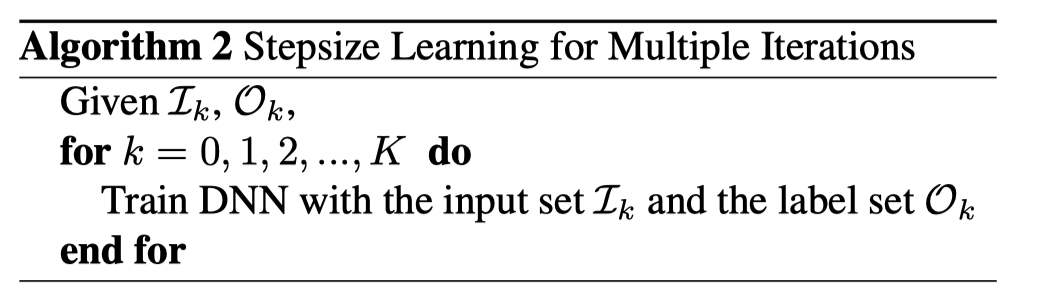 Algorithm 2 Stepsize Learning for Multiple Iterations
Given $\mathcal{I}_k$, $\mathcal{O}_k$,
for $k = 0, 1, 2, ..., K$ do
Train DNN with the input set $\mathcal{I}_k$ and the label set $\mathcal{O}_k$
end for